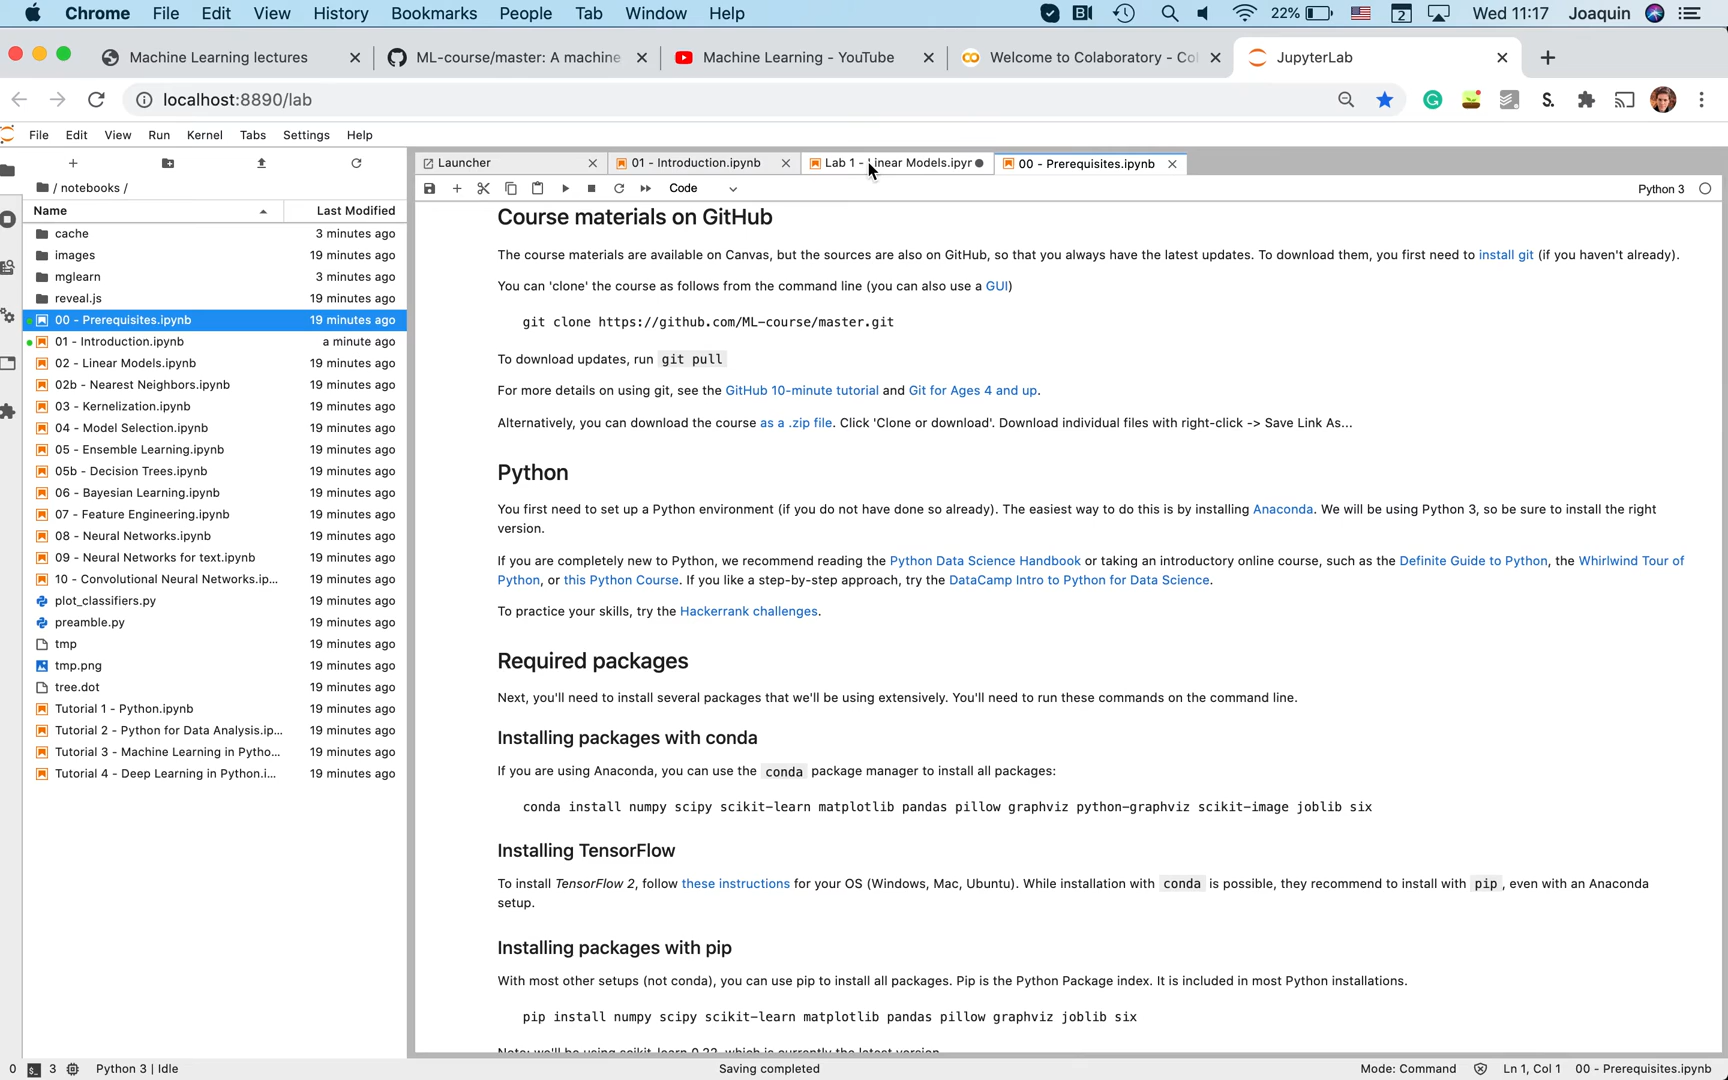 Chrome File Edit View History Bookmarks People Tab Window Help 22% 2 Wed 11:17 Joaquin
Machine Learning lectures ML-course/master: A machine Machine Learning - YouTube Welcome to Colaboratory - Col JupyterLab
localhost:8890/lab
File Edit View Run Kernel Tabs Settings Help
Launcher 01 - Introduction.ipynb Lab 1 - Linear Models.ipyr 00 - Prerequisites.ipynb
/ notebooks / Code Python 3
Name Last Modified
cache 3 minutes ago
images 19 minutes ago
mglearn 3 minutes ago
reveal.js 19 minutes ago
00 - Prerequisites.ipynb 19 minutes ago
01 - Introduction.ipynb a minute ago
02 - Linear Models.ipynb 19 minutes ago
02b - Nearest Neighbors.ipynb 19 minutes ago
03 - Kernelization.ipynb 19 minutes ago
04 - Model Selection.ipynb 19 minutes ago
05 - Ensemble Learning.ipynb 19 minutes ago
05b - Decision Trees.ipynb 19 minutes ago
06 - Bayesian Learning.ipynb 19 minutes ago
07 - Feature Engineering.ipynb 19 minutes ago
08 - Neural Networks.ipynb 19 minutes ago
09 - Neural Networks for text.ipynb 19 minutes ago
10 - Convolutional Neural Networks.ip... 19 minutes ago
plot_classifiers.py 19 minutes ago
preamble.py 19 minutes ago
tmp 19 minutes ago
tmp.png 19 minutes ago
tree.dot 19 minutes ago
Tutorial 1 - Python.ipynb 19 minutes ago
Tutorial 2 - Python for Data Analysis.ip... 19 minutes ago
Tutorial 3 - Machine Learning in Pytho... 19 minutes ago
Tutorial 4 - Deep Learning in Python.i... 19 minutes ago
Course materials on GitHub
The course materials are available on Canvas, but the sources are also on GitHub, so that you always have the latest updates. To download them, you first need to install git (if you haven't already).
You can 'clone' the course as follows from the command line (you can also use a GUI)
git clone https://github.com/ML-course/master.git
To download updates, run git pull
For more details on using git, see the GitHub 10-minute tutorial and Git for Ages 4 and up.
Alternatively, you can download the course as a .zip file. Click 'Clone or download'. Download individual files with right-click -> Save Link As...
Python
You first need to set up a Python environment (if you do not have done so already). The easiest way to do this is by installing Anaconda. We will be using Python 3, so be sure to install the right
version.
If you are completely new to Python, we recommend reading the Python Data Science Handbook or taking an introductory online course, such as the Definite Guide to Python, the Whirlwind Tour of
Python, or this Python Course. If you like a step-by-step approach, try the DataCamp Intro to Python for Data Science.
To practice your skills, try the Hackerrank challenges.
Required packages
Next, you'll need to install several packages that we'll be using extensively. You'll need to run these commands on the command line.
Installing packages with conda
If you are using Anaconda, you can use the conda package manager to install all packages:
conda install numpy scipy scikit-learn matplotlib pandas pillow graphviz python-graphviz scikit-image joblib six
Installing TensorFlow
To install TensorFlow 2, follow these instructions for your OS (Windows, Mac, Ubuntu). While installation with conda is possible, they recommend to install with pip, even with an Anaconda
setup.
Installing packages with pip
With most other setups (not conda), you can use pip to install all packages. Pip is the Python Package index. It is included in most Python installations.
pip install numpy scipy scikit-learn matplotlib pandas pillow graphviz joblib six
Note: we'll be using scikit-learn 0.22, which is currently the latest version
0 3 Python 3 | Idle Saving completed Mode: Command Ln 1, Col 1 00 - Prerequisites.ipynb